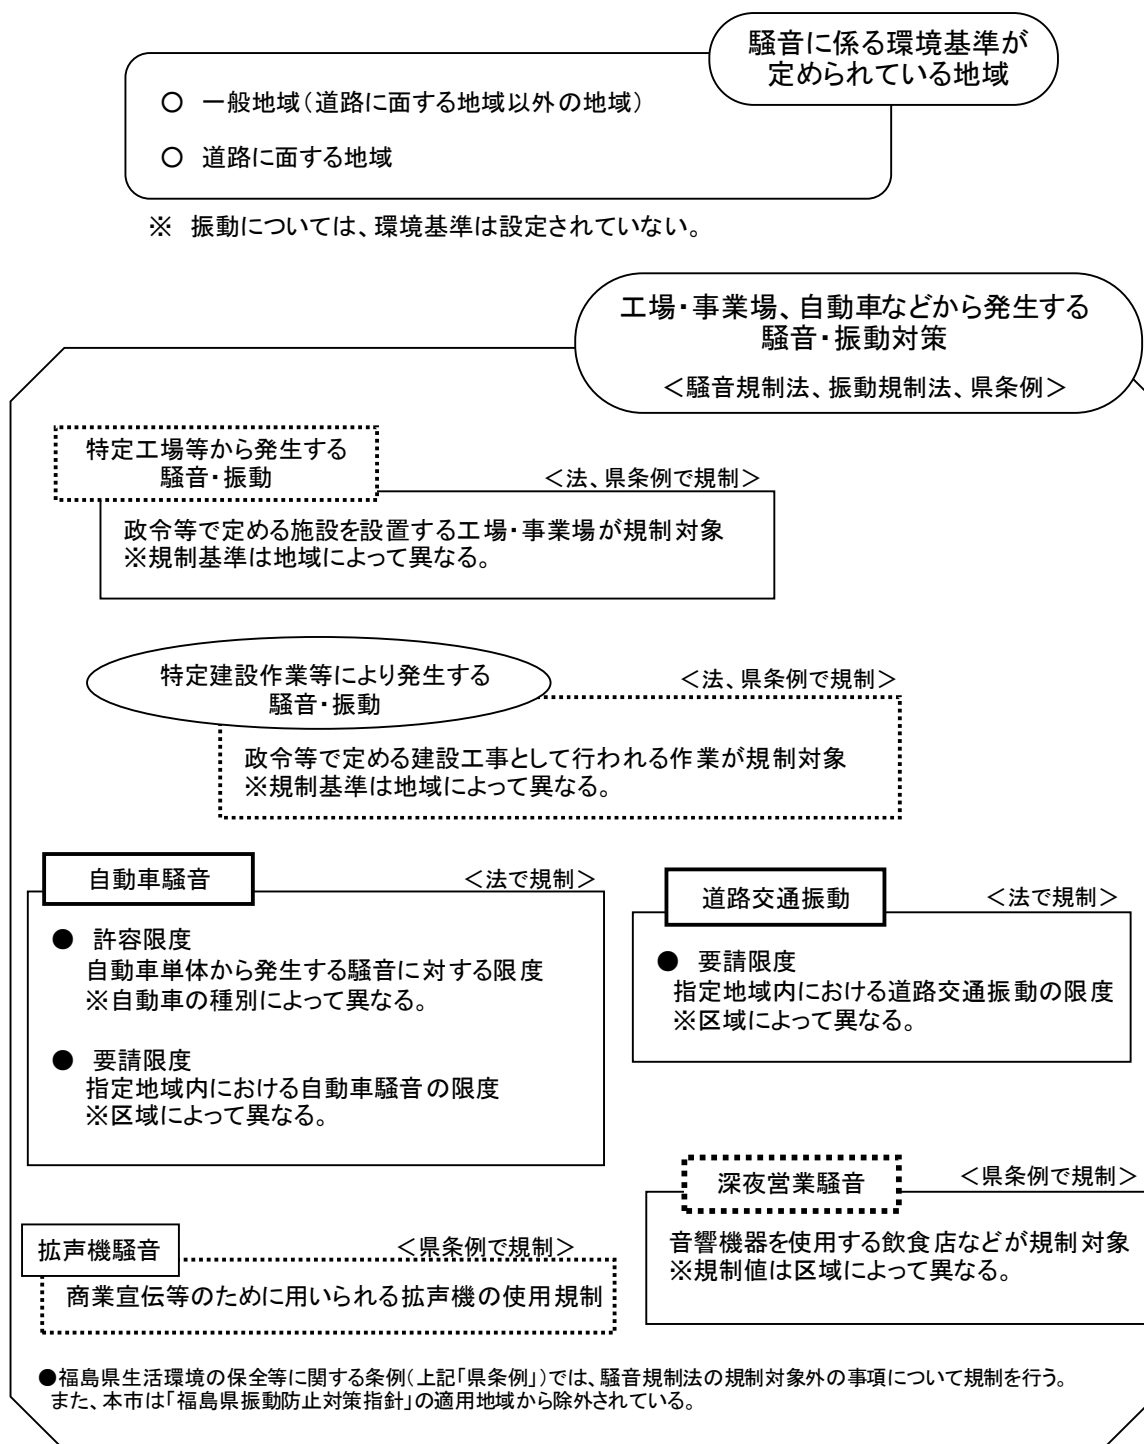 騒音に係る環境基準が
定められている地域
○ 一般地域（道路に面する地域以外の地域）
○ 道路に面する地域
※ 振動については、環境基準は設定されていない。
工場・事業場、自動車などから発生する
騒音・振動対策
＜騒音規制法、振動規制法、県条例＞
特定工場等から発生する
騒音・振動
＜法、県条例で規制＞
政令等で定める施設を設置する工場・事業場が規制対象
※規制基準は地域によって異なる。
特定建設作業等により発生する
騒音・振動
＜法、県条例で規制＞
政令等で定める建設工事として行われる作業が規制対象
※規制基準は地域によって異なる。
自動車騒音
＜法で規制＞
● 許容限度
自動車単体から発生する騒音に対する限度
※自動車の種別によって異なる。
● 要請限度
指定地域内における自動車騒音の限度
※区域によって異なる。
道路交通振動
＜法で規制＞
● 要請限度
指定地域内における道路交通振動の限度
※区域によって異なる。
深夜営業騒音
＜県条例で規制＞
音響機器を使用する飲食店などが規制対象
※規制値は区域によって異なる。
拡声機騒音
＜県条例で規制＞
商業宣伝等のために用いられる拡声機の使用規制
●福島県生活環境の保全等に関する条例（上記「県条例」）では、騒音規制法の規制対象外の事項について規制を行う。
また、本市は「福島県振動防止対策指針」の適用地域から除外されている。